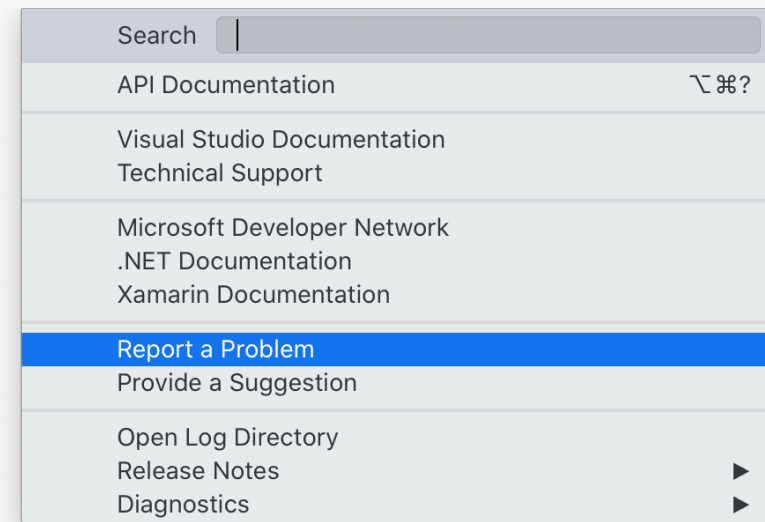 Search
API Documentation ⌥⌘?
Visual Studio Documentation
Technical Support
Microsoft Developer Network
.NET Documentation
Xamarin Documentation
Report a Problem
Provide a Suggestion
Open Log Directory
Release Notes
Diagnostics